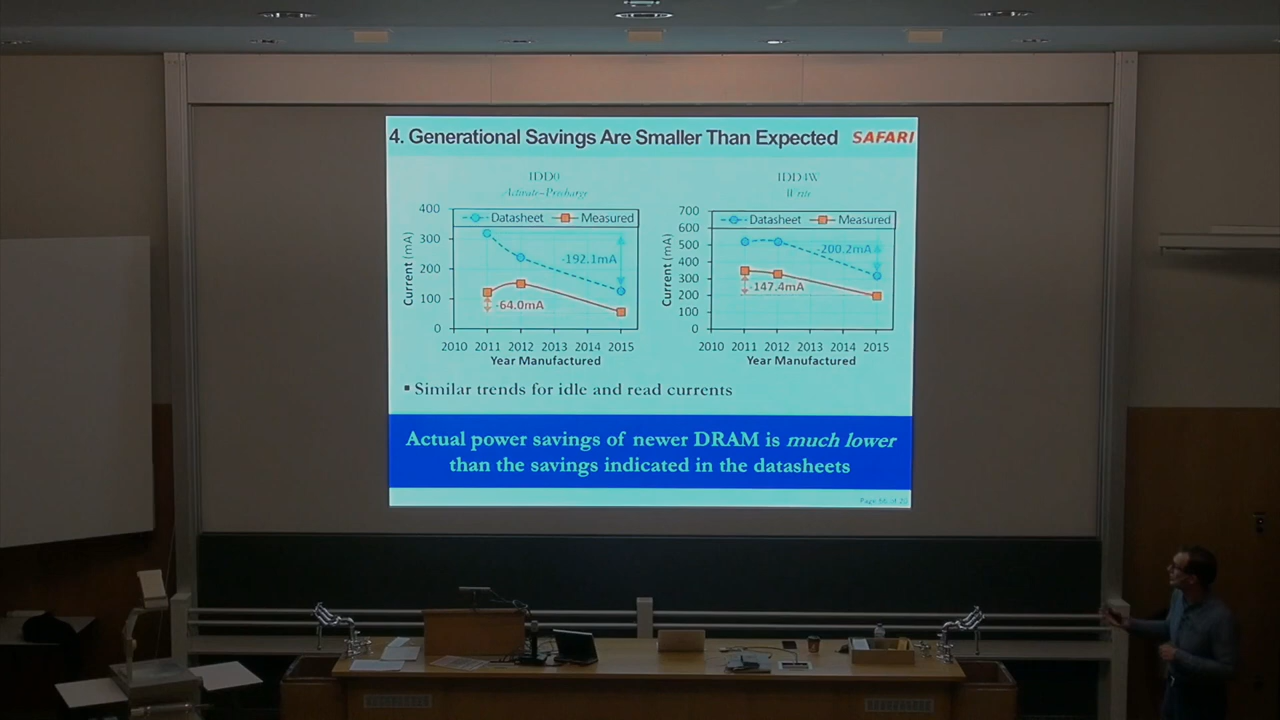 4. Generational Savings Are Smaller Than Expected
SAFARI
IDD0
Activate–Precharge
Datasheet
Measured
400
300
200
100
0
Current (mA)
-192.1mA
-64.0mA
2010 2011 2012 2013 2014 2015
Year Manufactured
IDD4W
Write
Datasheet
Measured
700
600
500
400
300
200
100
0
Current (mA)
-200.2mA
-147.4mA
2010 2011 2012 2013 2014 2015
Year Manufactured
▪ Similar trends for idle and read currents
Actual power savings of newer DRAM is much lower
than the savings indicated in the datasheets
Page of 20